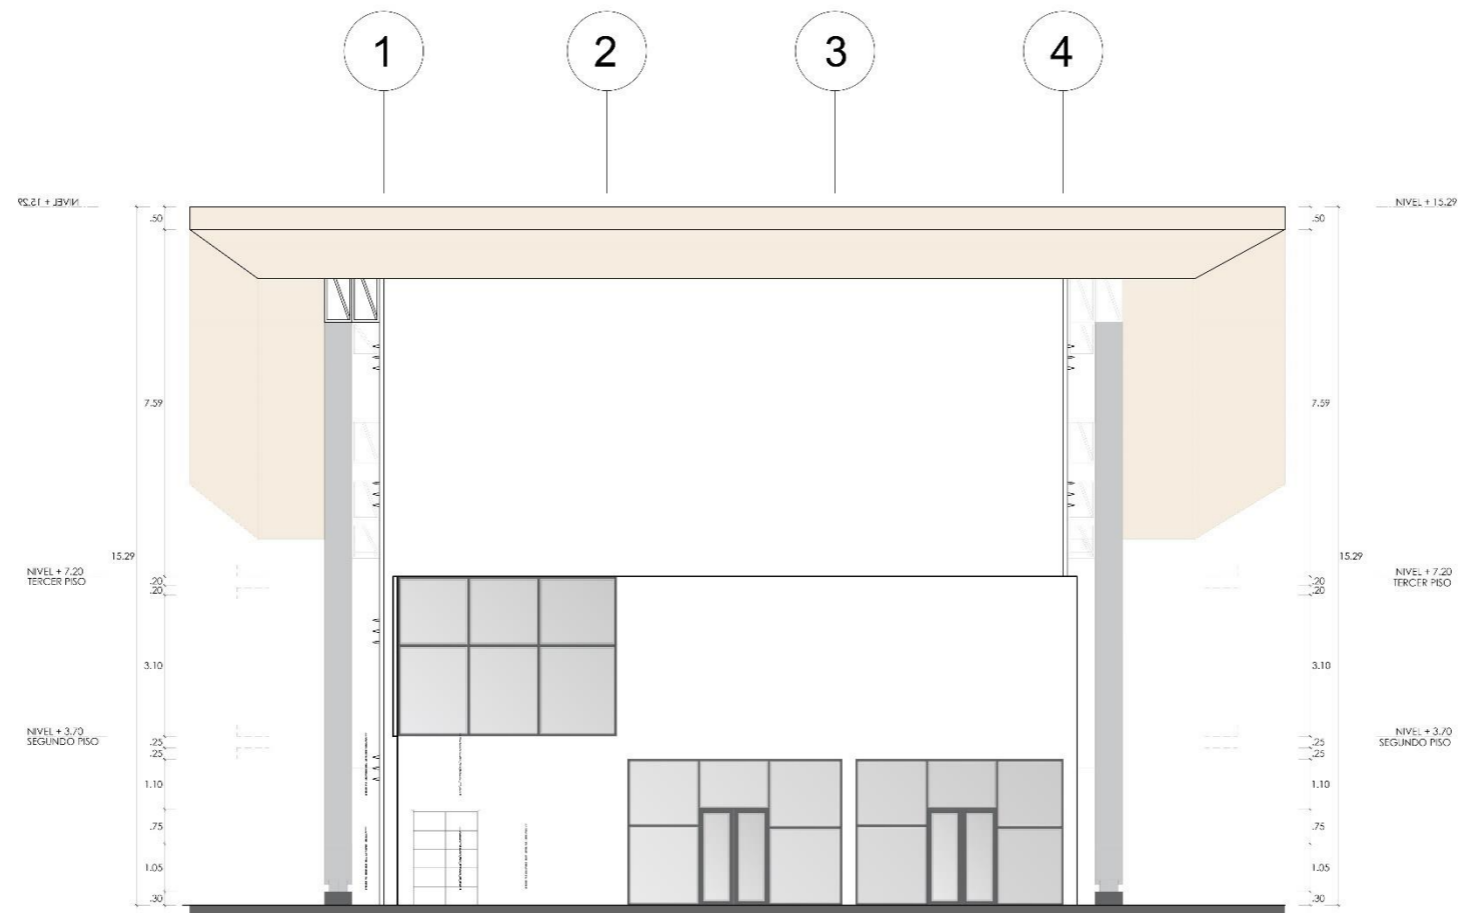 1 2 3 4
NIVEL + 15.29
.50
.50
NIVEL + 15.29
7.59
7.59
15.29
15.29
NIVEL + 7.20
TERCER PISO
.20
.20
.20
.20
NIVEL + 7.20
TERCER PISO
3.10
3.10
NIVEL + 3.70
SEGUNDO PISO
.25
.25
.25
.25
NIVEL + 3.70
SEGUNDO PISO
1.10
1.10
.75
.75
1.05
1.05
.30
.30